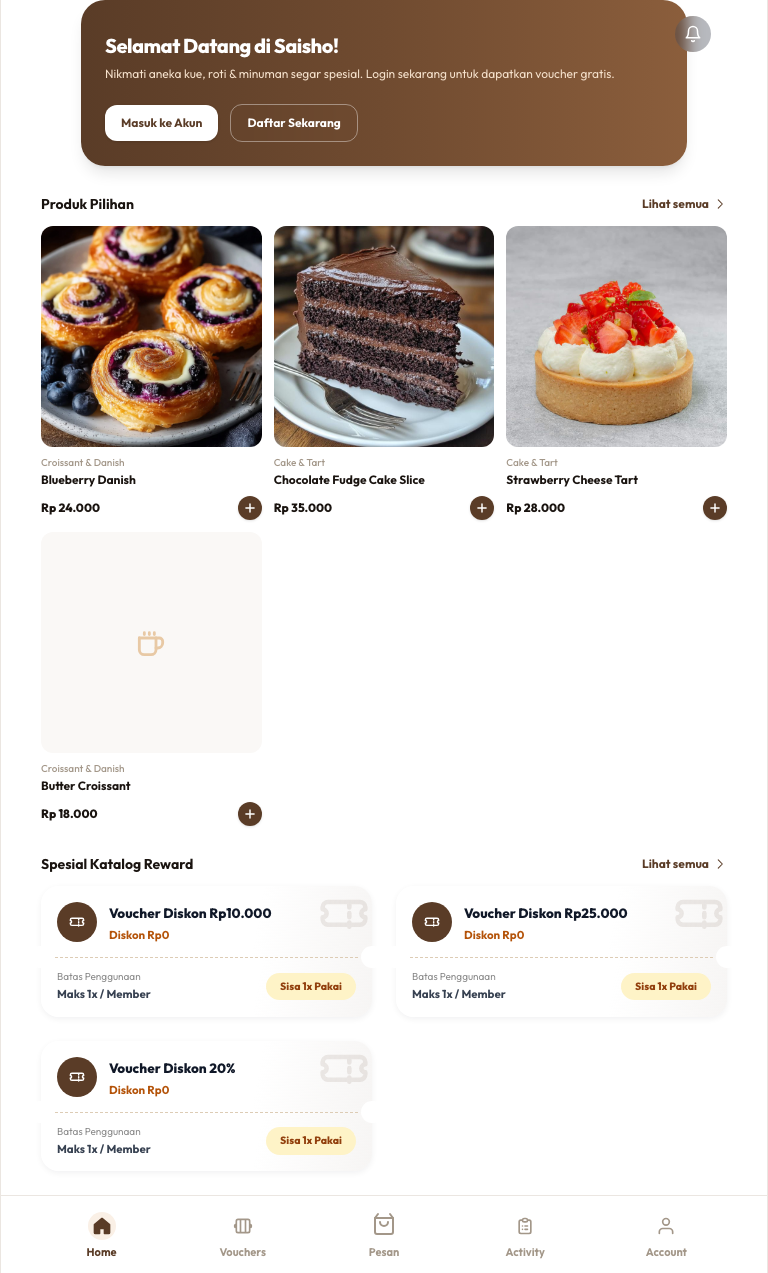 Selamat Datang di Saisho!
Nikmati aneka kue, roti & minuman segar spesial. Login sekarang untuk dapatkan voucher gratis.
Masuk ke Akun
Daftar Sekarang
Produk Pilihan
Lihat semua
Croissant & Danish
Blueberry Danish
Rp 24.000
Cake & Tart
Chocolate Fudge Cake Slice
Rp 35.000
Cake & Tart
Strawberry Cheese Tart
Rp 28.000
Croissant & Danish
Butter Croissant
Rp 18.000
Spesial Katalog Reward
Lihat semua
Voucher Diskon Rp10.000
Diskon Rp0
Batas Penggunaan
Maks 1x / Member
Sisa 1x Pakai
Voucher Diskon Rp25.000
Diskon Rp0
Batas Penggunaan
Maks 1x / Member
Sisa 1x Pakai
Voucher Diskon 20%
Diskon Rp0
Batas Penggunaan
Maks 1x / Member
Sisa 1x Pakai
Home
Vouchers
Pesan
Activity
Account